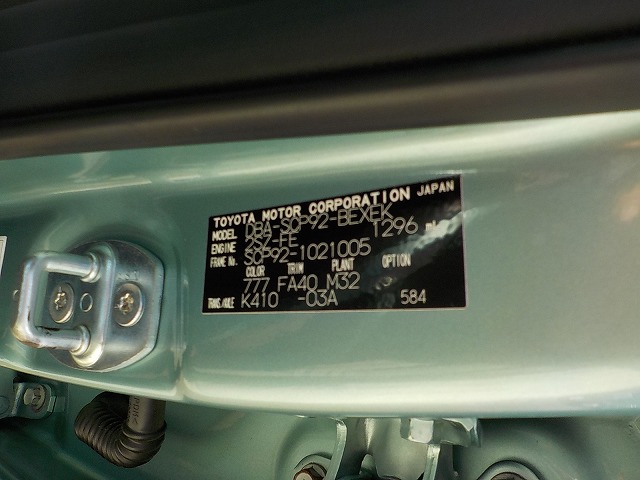 TOYOTA MOTOR CORPORATION JAPAN
MODEL DBA-SCP92-BEXEK
ENGINE 2SZ-FE 1296 mL
FRAME No. SCP92-1021005
COLOR TRIM PLANT OPTION
777 FA40 M32
TRANS/AXLE K410 -03A 584